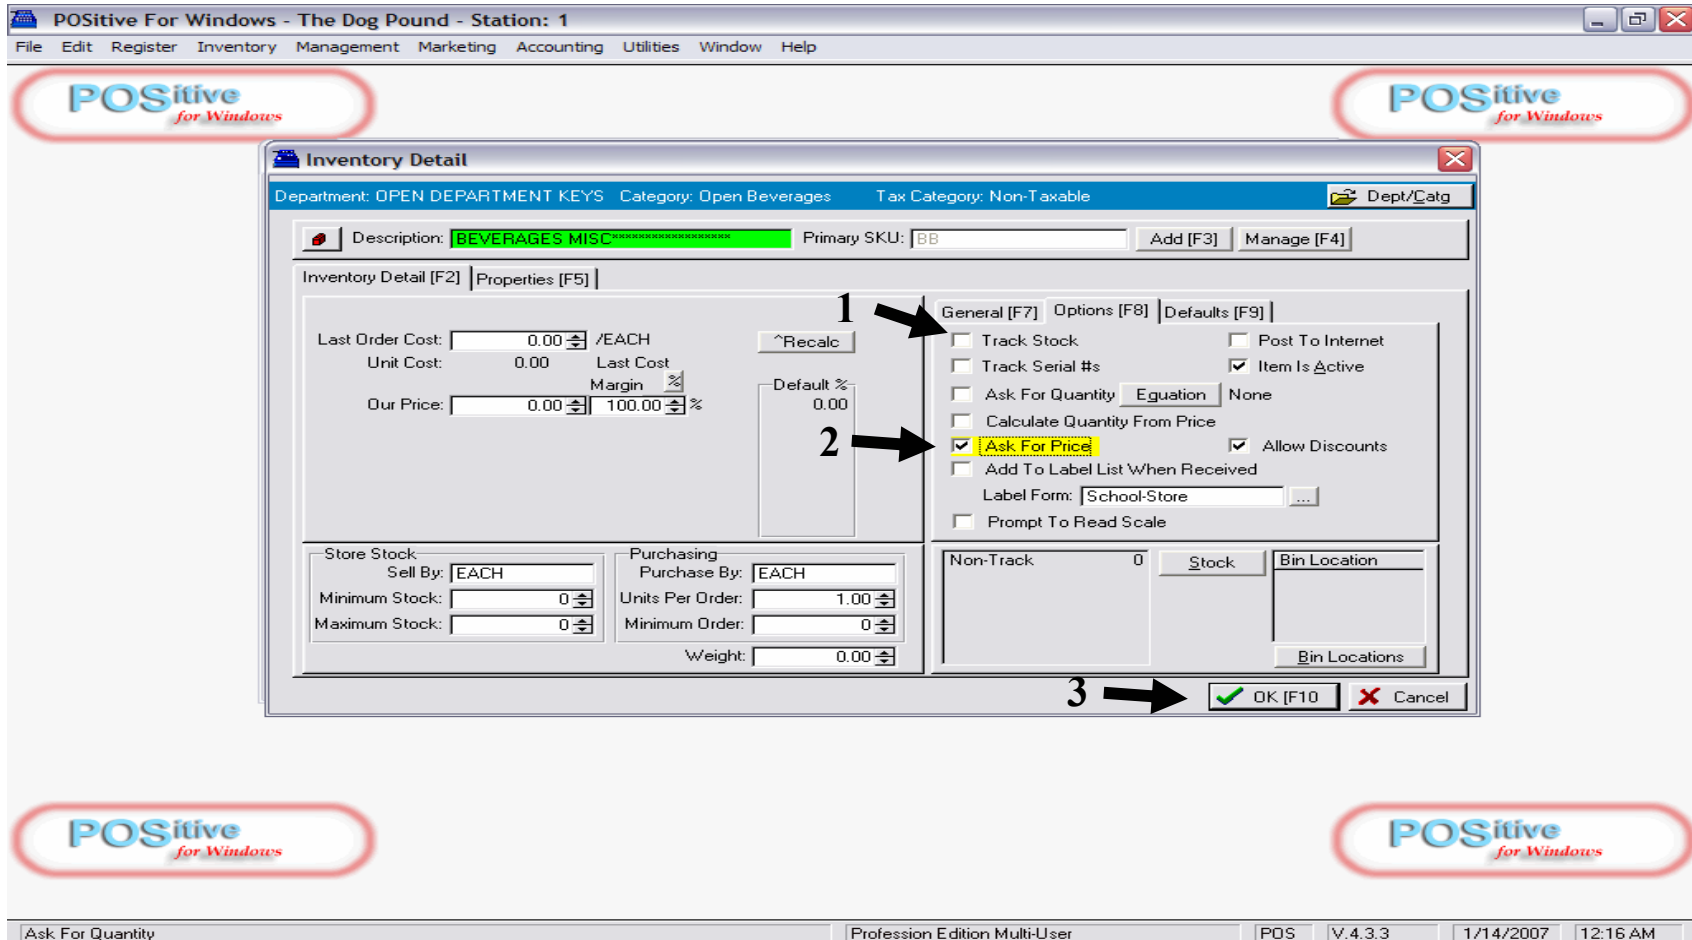 POSitive For Windows - The Dog Pound - Station: 1
File Edit Register Inventory Management Marketing Accounting Utilities Window Help
POSitive for Windows
POSitive for Windows
Inventory Detail
Department: OPEN DEPARTMENT KEYS Category: Open Beverages Tax Category: Non-Taxable Dept/Catg
Description: BEVERAGES MISC****************** Primary SKU: BB Add [F3] Manage [F4]
Inventory Detail [F2] Properties [F5]
1
General [F7] Options [F8] Defaults [F9]
Last Order Cost: 0.00 /EACH ^Recalc
Track Stock Post To Internet
Unit Cost: 0.00 Last Cost
Track Serial #s Item Is Active
Margin % Default %
Ask For Quantity Equation None
Our Price: 0.00 100.00 % 0.00
Calculate Quantity From Price
2
Ask For Price Allow Discounts
Add To Label List When Received
Label Form: School-Store ...
Prompt To Read Scale
Store Stock Purchasing
Sell By: EACH Purchase By: EACH
Minimum Stock: 0 Units Per Order: 1.00
Maximum Stock: 0 Minimum Order: 0
Weight: 0.00
Non-Track 0 Stock Bin Location
Bin Locations
3
OK [F10 Cancel
POSitive for Windows
POSitive for Windows
Ask For Quantity Profession Edition Multi-User POS V.4.3.3 1/14/2007 12:16 AM